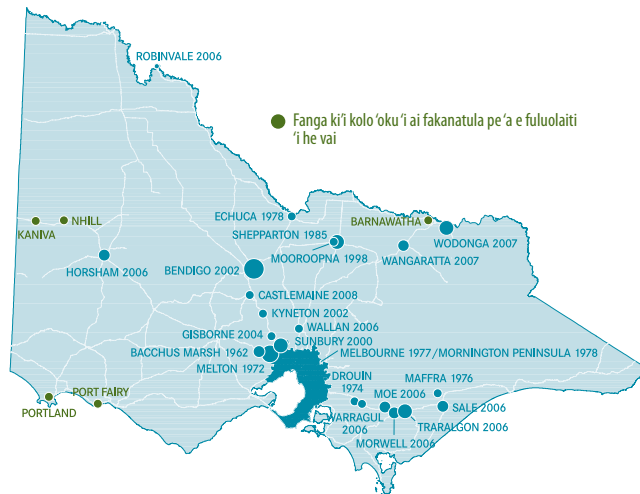 ROBINVALE 2006
Fanga ki'i kolo 'oku 'i ai fakanatula pe 'a e fuluolaiti
'i he vai
ECHUCA 1978
BARNAWATHA
NHILL
KANIVA
SHEPPARTON 1985
WODONGA 2007
MOOROOPNA 1998
WANGARATTA 2007
HORSHAM 2006
BENDIGO 2002
CASTLEMAINE 2008
KYNETON 2002
WALLAN 2006
GISBORNE 2004
SUNBURY 2000
BACCHUS MARSH 1962
MELBOURNE 1977/MORNINGTON PENINSULA 1978
MELTON 1972
DROUIN
1974
MAFFRA 1976
MOE 2006
PORT FAIRY
PORTLAND
SALE 2006
WARRAGUL
2006
TRARALGON 2006
MORWELL 2006